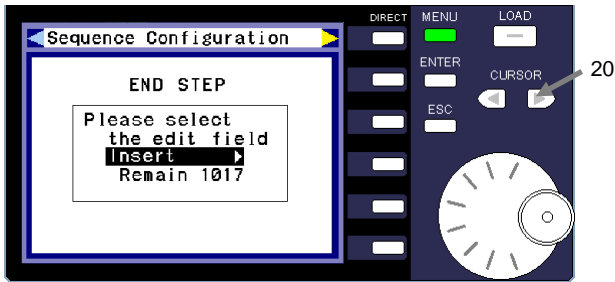 Sequence Configuration
END STEP
Please select
the edit field
Insert
Remain 1017
DIRECT
MENU
LOAD
ENTER
CURSOR
ESC
20